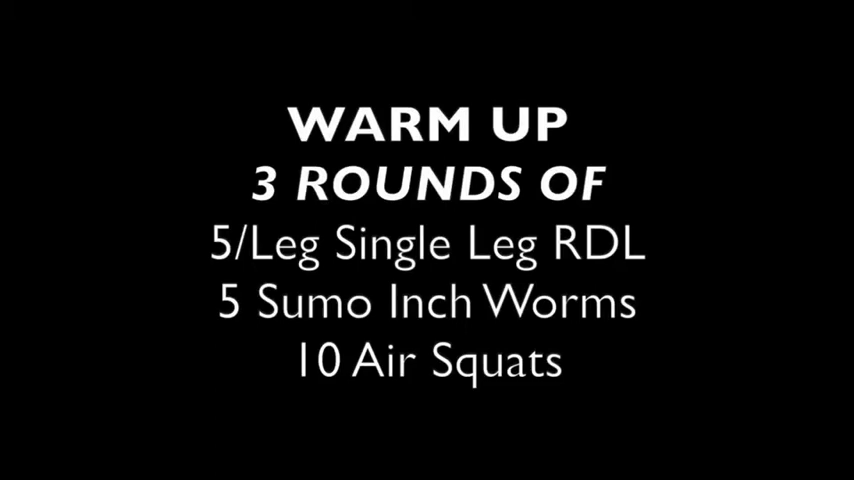 WARM UP
3 ROUNDS OF
5/Leg Single Leg RDL
5 Sumo Inch Worms
10 Air Squats